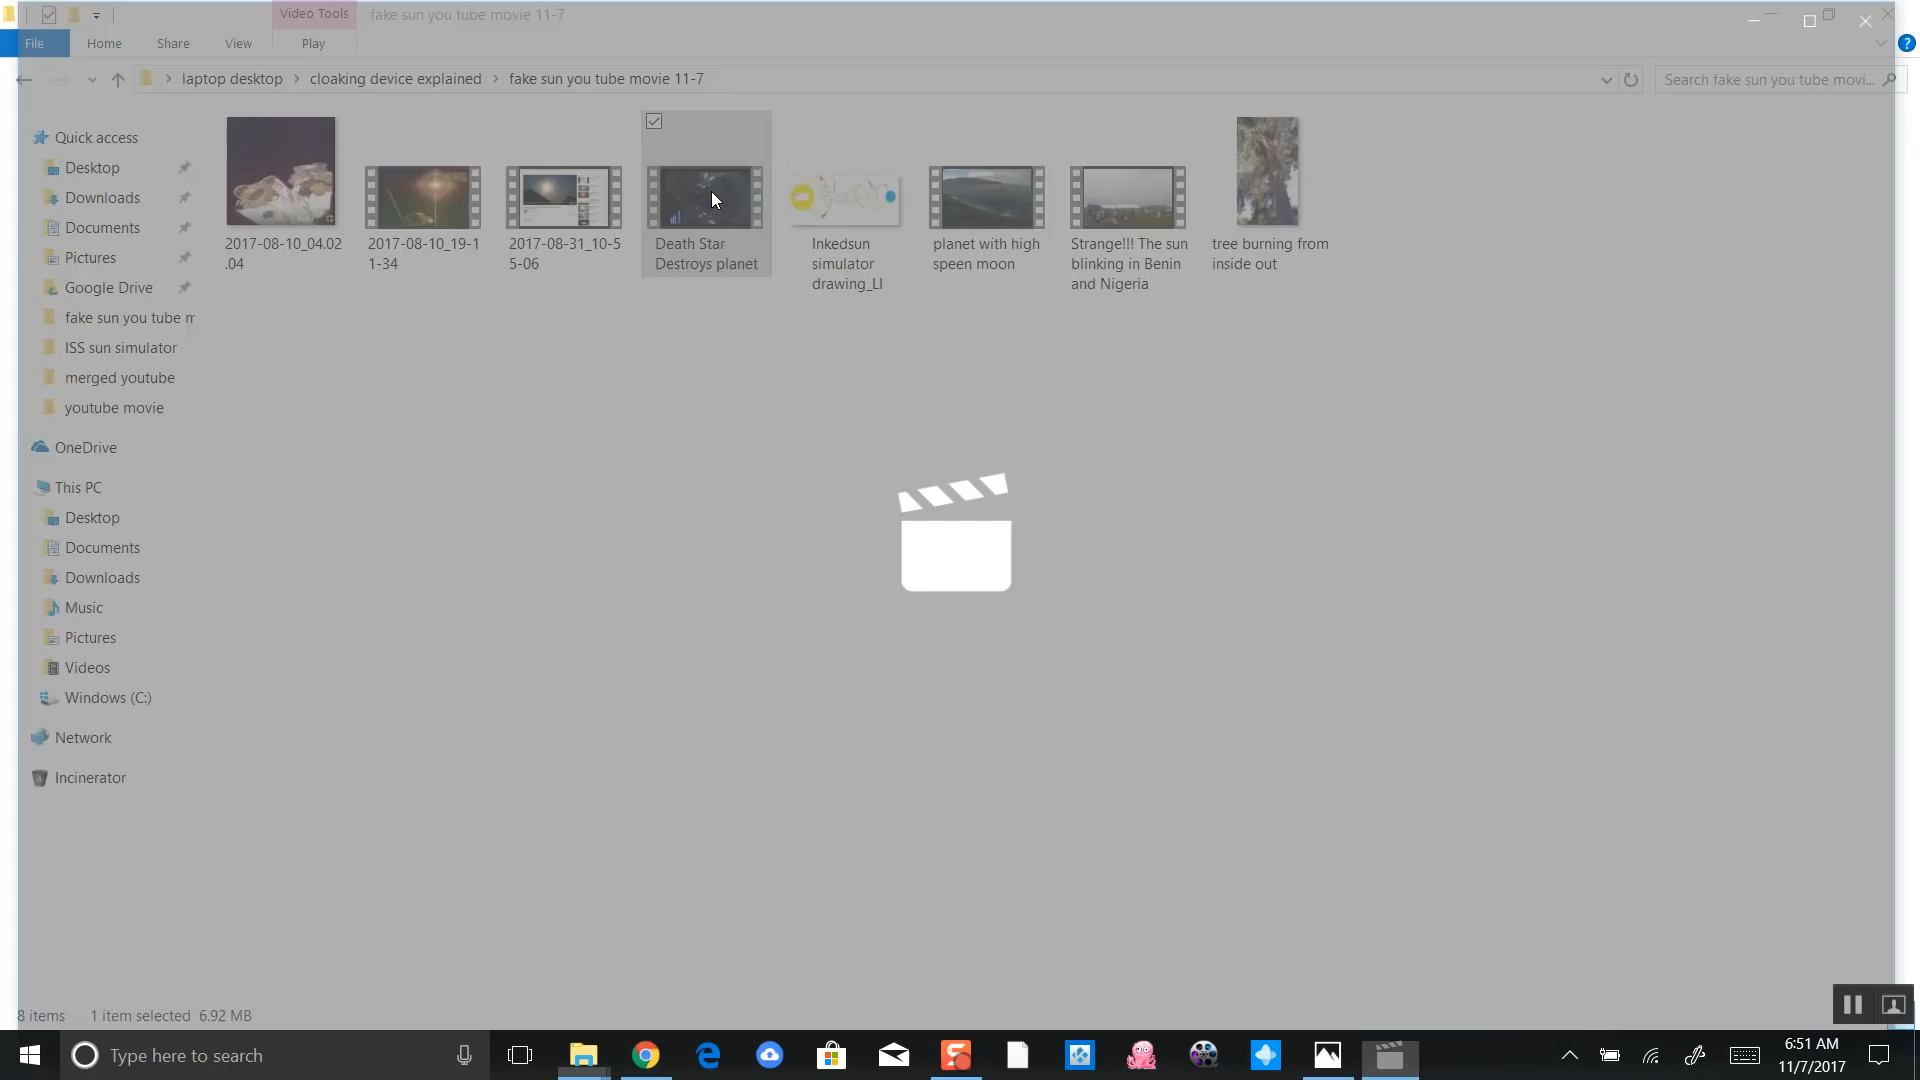 Video Tools
fake sun you tube movie 11-7
File
Home
Share
View
Play
laptop desktop
cloaking device explained
fake sun you tube movie 11-7
Search fake sun you tube movi...
Quick access
Desktop
Downloads
Documents
Pictures
Google Drive
fake sun you tube m
ISS sun simulator
merged youtube
youtube movie
OneDrive
This PC
Desktop
Documents
Downloads
Music
Pictures
Videos
Windows (C:)
Network
Incinerator
2017-08-10_04.02
.04
2017-08-10_19-1
1-34
2017-08-31_10-5
5-06
Death Star
Destroys planet
Inkedsun
simulator
drawing_LI
planet with high
speen moon
Strange!!! The sun
blinking in Benin
and Nigeria
tree burning from
inside out
8 items
1 item selected 6.92 MB
Type here to search
6:51 AM
11/7/2017